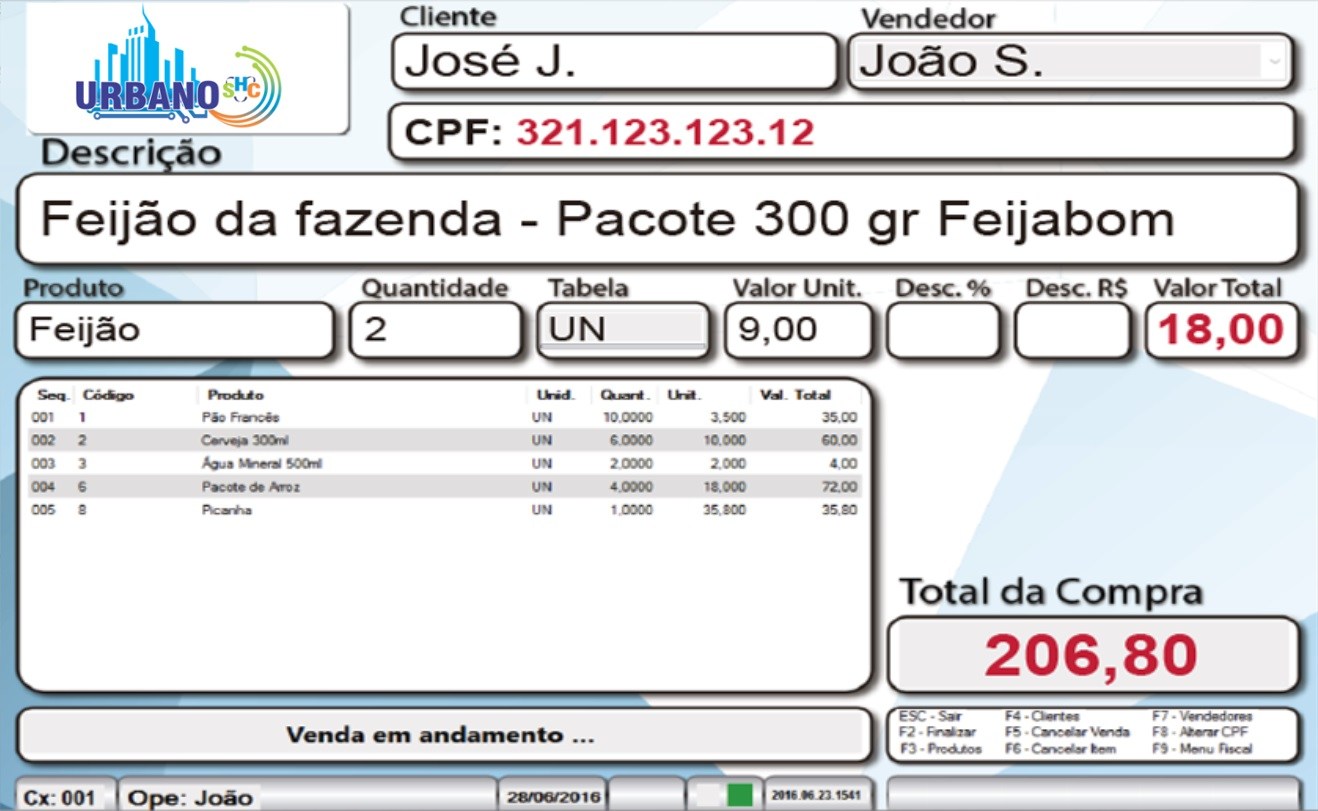 Cliente Vendedor
URBANO SHC José J. João S.
CPF: 321.123.123.12
Descrição
Feijão da fazenda - Pacote 300 gr Feijabom
Produto Quantidade Tabela Valor Unit. Desc. % Desc. R$ Valor Total
Feijão 2 UN 9,00 18,00
Seq. Código Produto Unid. Quant. Unit. Val. Total
001 1 Pão Francês UN 10,0000 3,500 35,00
002 2 Cerveja 300ml UN 6,0000 10,000 60,00
003 3 Água Mineral 500ml UN 2,0000 2,000 4,00
004 6 Pacote de Arroz UN 4,0000 18,000 72,00
005 8 Picanha UN 1,0000 35,800 35,80
Total da Compra
206,80
Venda em andamento ...
ESC - Sair F4 - Clientes F7 - Vendedores
F2 - Finalizar F5 - Cancelar Venda F8 - Alterar CPF
F3 - Produtos F6 - Cancelar Item F9 - Menu Fiscal
Cx: 001 Ope: João 28/06/2016 2016.06.23.1541